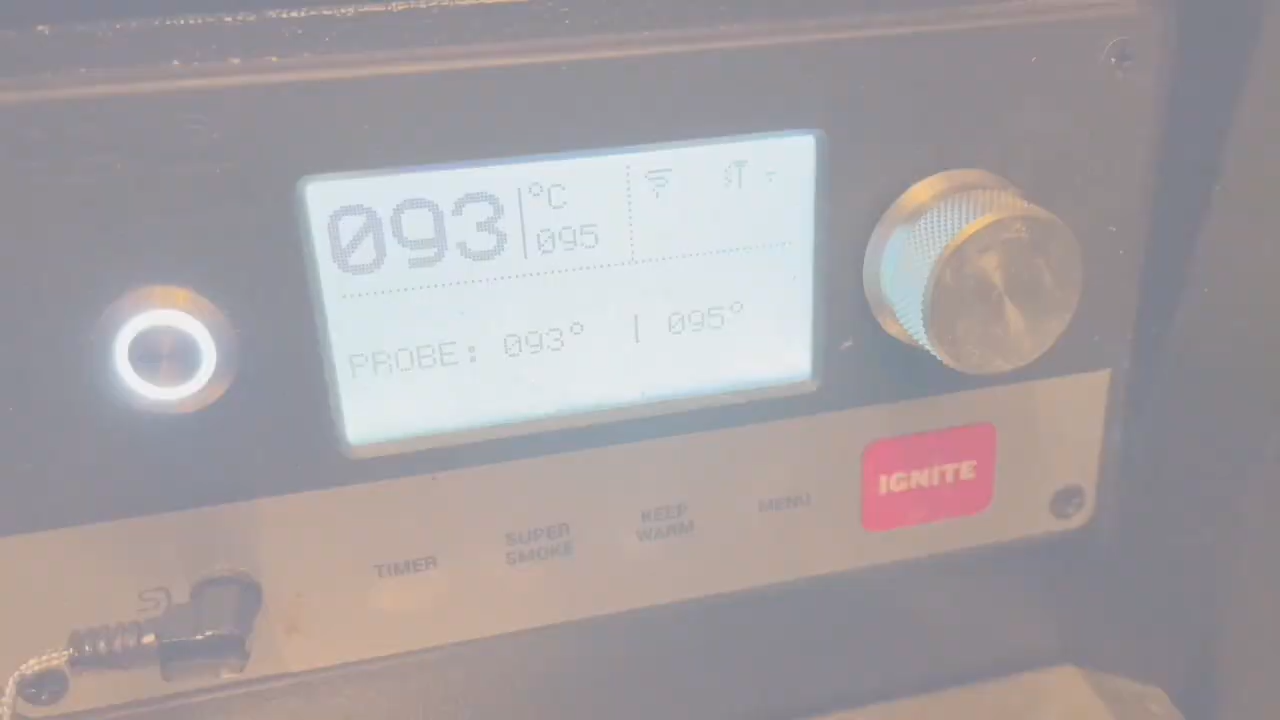 093 °C
095
PROBE: 093° | 095°
TIMER
SUPER
SMOKE
KEEP
WARM
MENU
IGNITE